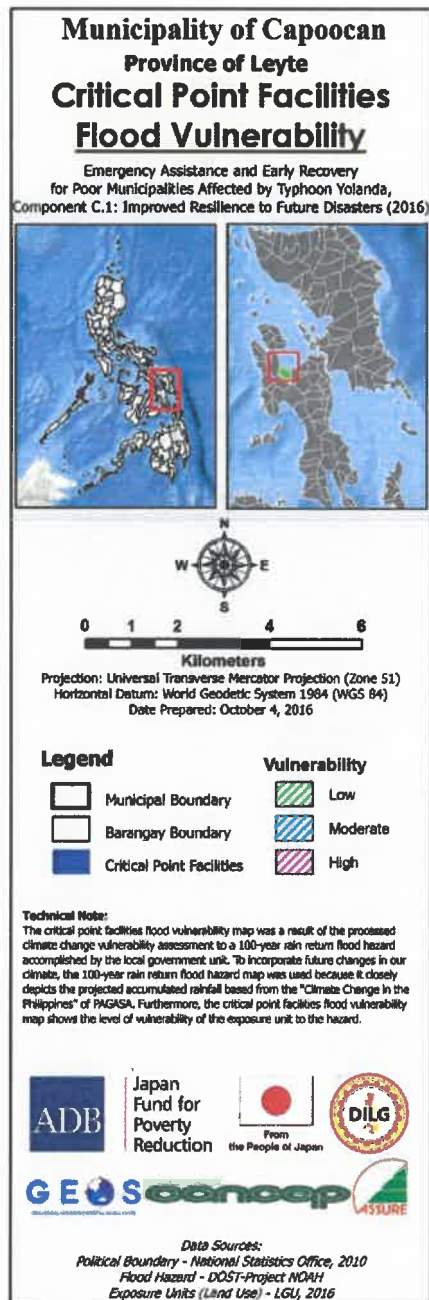 Municipality of Capoocan
Province of Leyte
Critical Point Facilities
Flood Vulnerability
Emergency Assistance and Early Recovery
for Poor Municipalities Affected by Typhoon Yolanda,
Component C.1: Improved Resilience to Future Disasters (2016)
N
W E
S
0 1 2 4 6
Kilometers
Projection: Universal Transverse Mercator Projection (Zone 51)
Horizontal Datum: World Geodetic System 1984 (WGS 84)
Date Prepared: October 4, 2016
Legend
Municipal Boundary
Barangay Boundary
Critical Point Facilities
Vulnerability
Low
Moderate
High
Technical Note:
The critical point facilities flood vulnerability map was a result of the processed
climate change vulnerability assessment to a 100-year rain return flood hazard
accomplished by the local government unit. To incorporate future changes in our
climate, the 100-year rain return flood hazard map was used because it closely
depicts the projected accumulated rainfall based from the "Climate Change in the
Philippines" of PAGASA. Furthermore, the critical point facilities flood vulnerability
map shows the level of vulnerability of the exposure unit to the hazard.
ADB
Japan
Fund for
Poverty
Reduction
From
the People of Japan
DILG
GEOS
concep
ASSURE
Data Sources:
Political Boundary - National Statistics Office, 2010
Flood Hazard - DOST-Project NOAH
Exposure Units (Land Use) - LGU, 2016